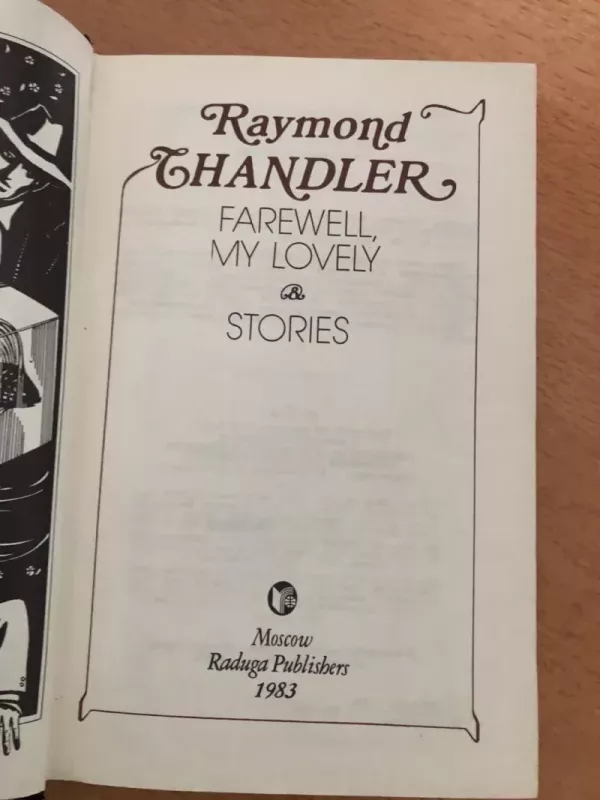 Raymond
CHANDLER
FAREWELL,
MY LOVELY
&
STORIES
Moscow
Raduga Publishers
1983